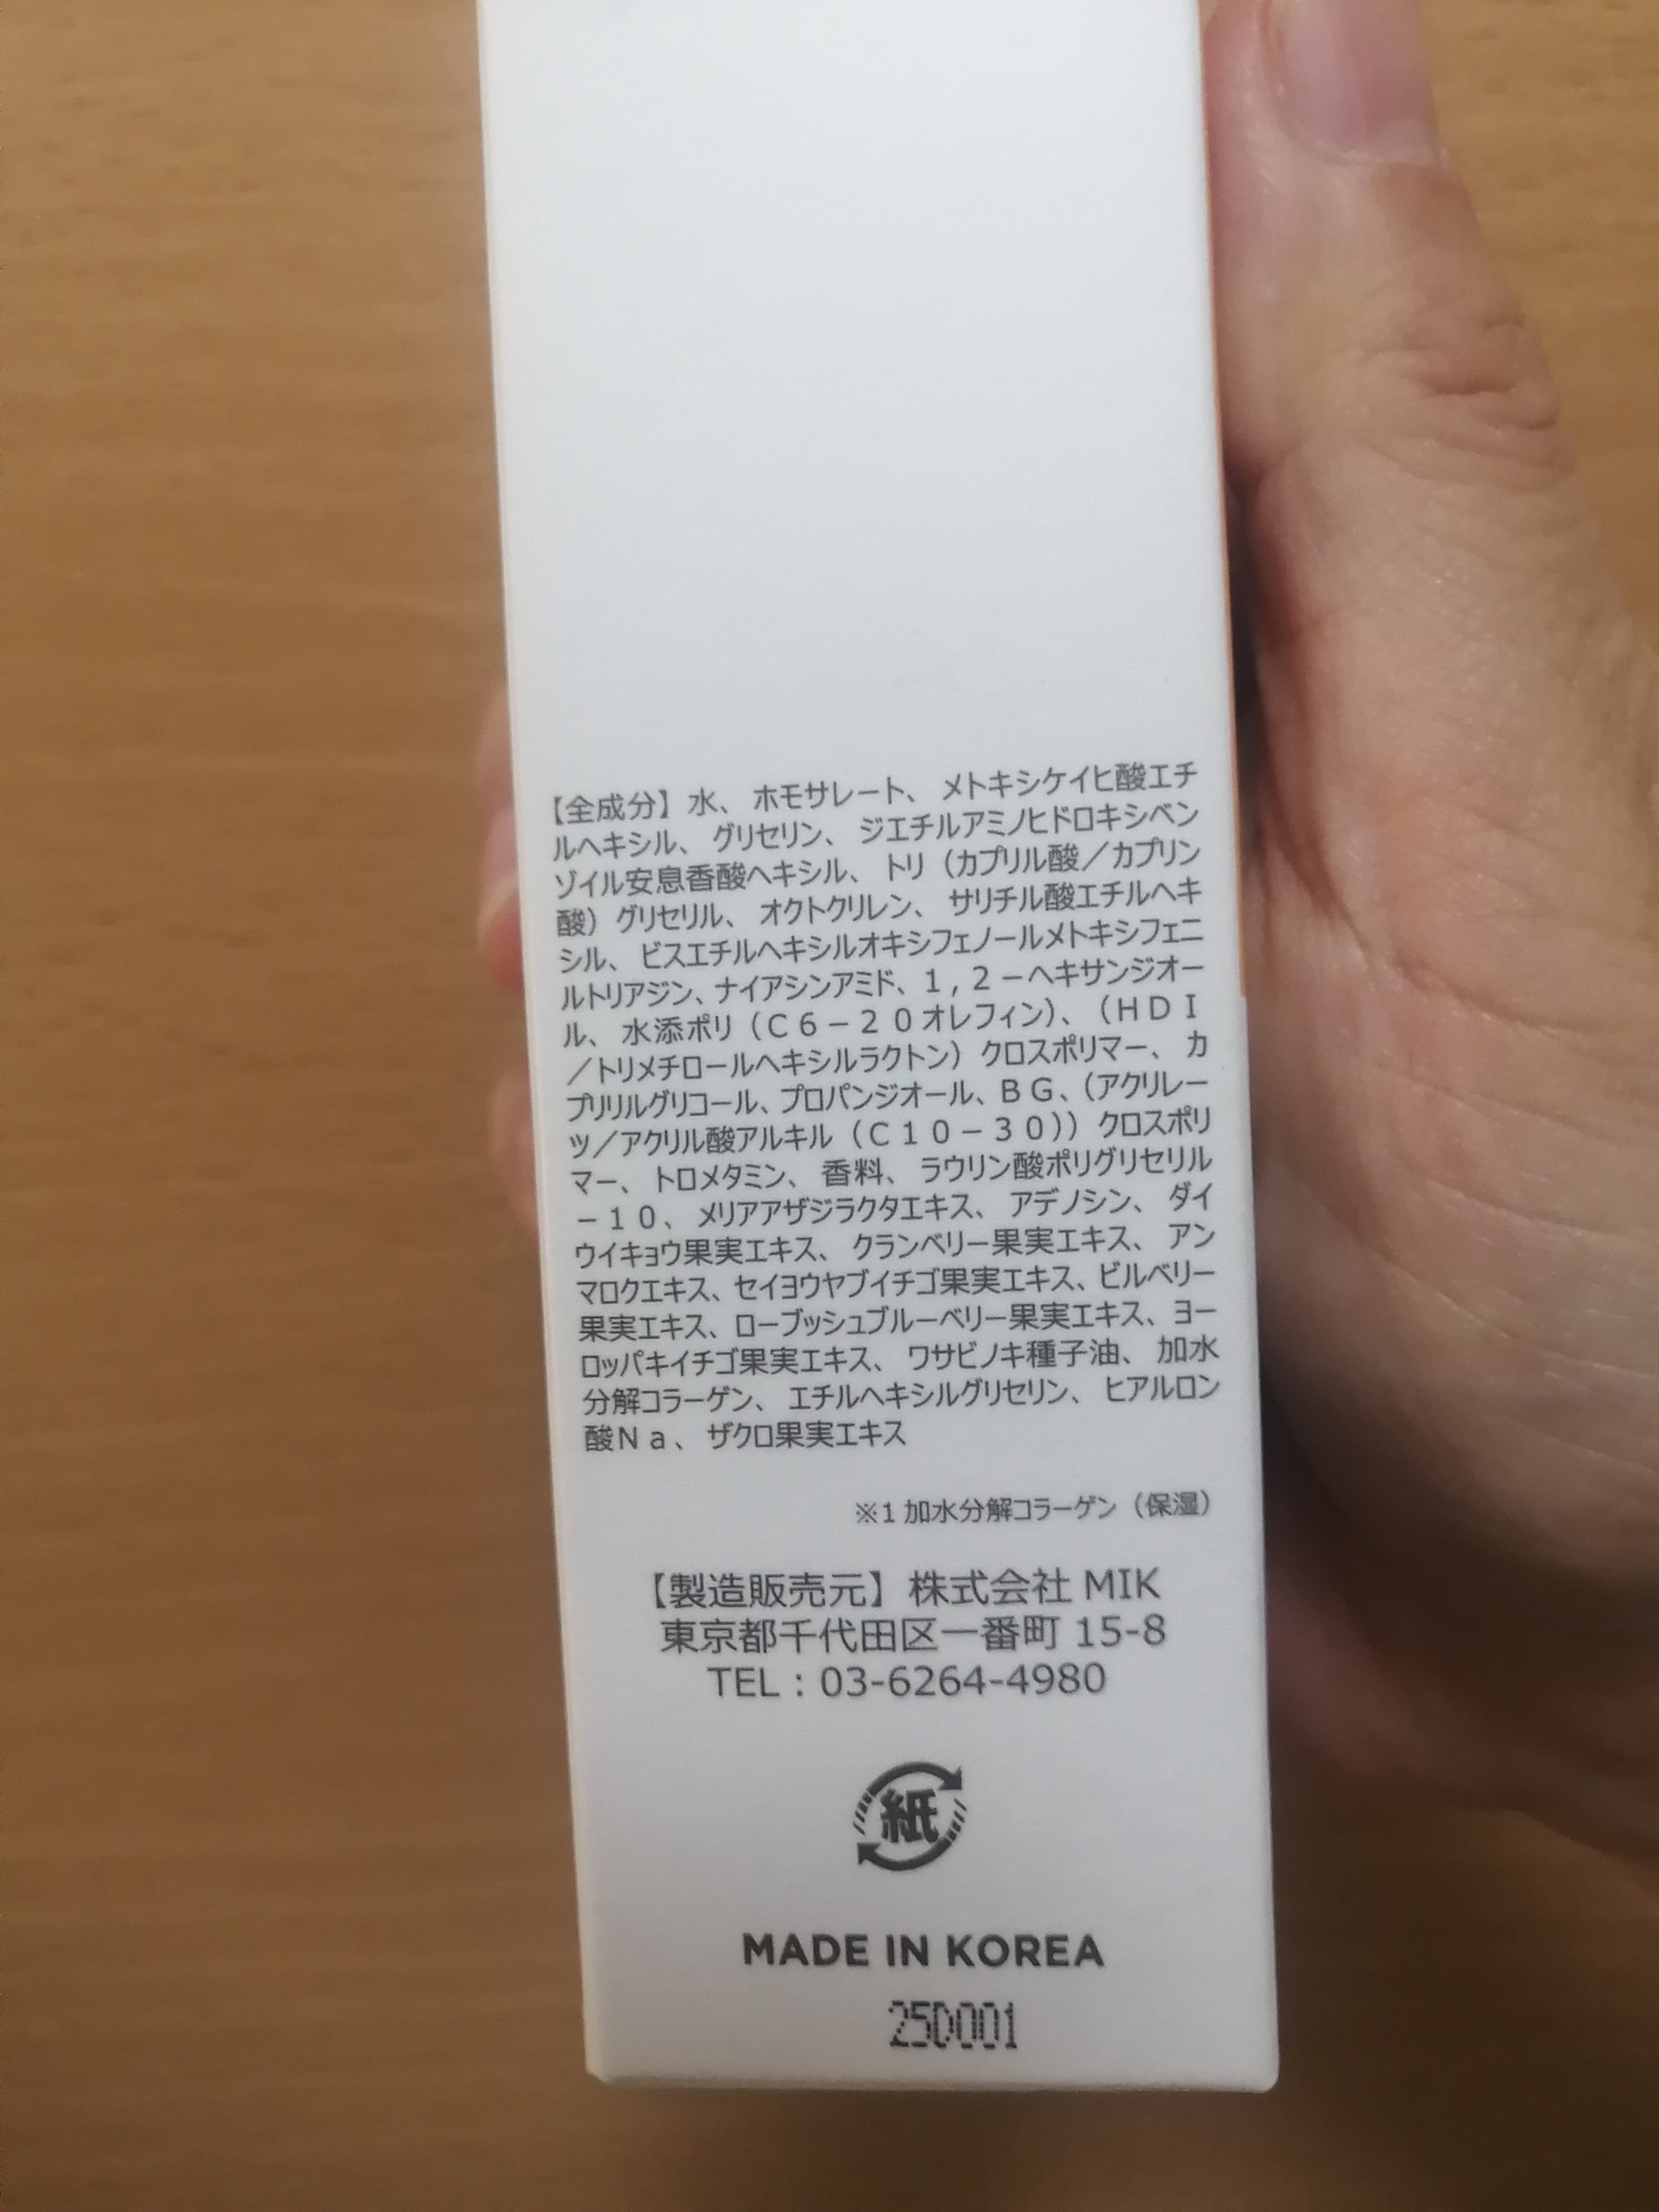 【全成分】水、ホモサレート、メトキシケイヒ酸エチ
ルヘキシル、グリセリン、ジエチルアミノヒドロキシベン
ゾイル安息香酸ヘキシル、トリ（カプリル酸／カプリン
酸）グリセリル、オクトクリレン、サリチル酸エチルヘキ
シル、ビスエチルヘキシルオキシフェノールメトキシフェニ
ルトリアジン、ナイアシンアミド、１，２－ヘキサンジオー
ル、水添ポリ（Ｃ６－２０オレフィン）、（ＨＤＩ
／トリメチロールヘキシルラクトン）クロスポリマー、カ
プリリルグリコール、プロパンジオール、ＢＧ、（アクリレー
ツ／アクリル酸アルキル（Ｃ１０－３０））クロスポリ
マー、トロメタミン、香料、ラウリン酸ポリグリセリル
－１０、メリアアザジラクタエキス、アデノシン、ダイ
ウイキョウ果実エキス、クランベリー果実エキス、アン
マロクエキス、セイヨウヤブイチゴ果実エキス、ビルベリー
果実エキス、ローブッシュブルーベリー果実エキス、ヨー
ロッパキイチゴ果実エキス、ワサビノキ種子油、加水
分解コラーゲン、エチルヘキシルグリセリン、ヒアルロン
酸Ｎａ、ザクロ果実エキス
※1 加水分解コラーゲン（保湿）
【製造販売元】株式会社 MIK
東京都千代田区一番町 15-8
TEL：03-6264-4980
紙
MADE IN KOREA
25D001